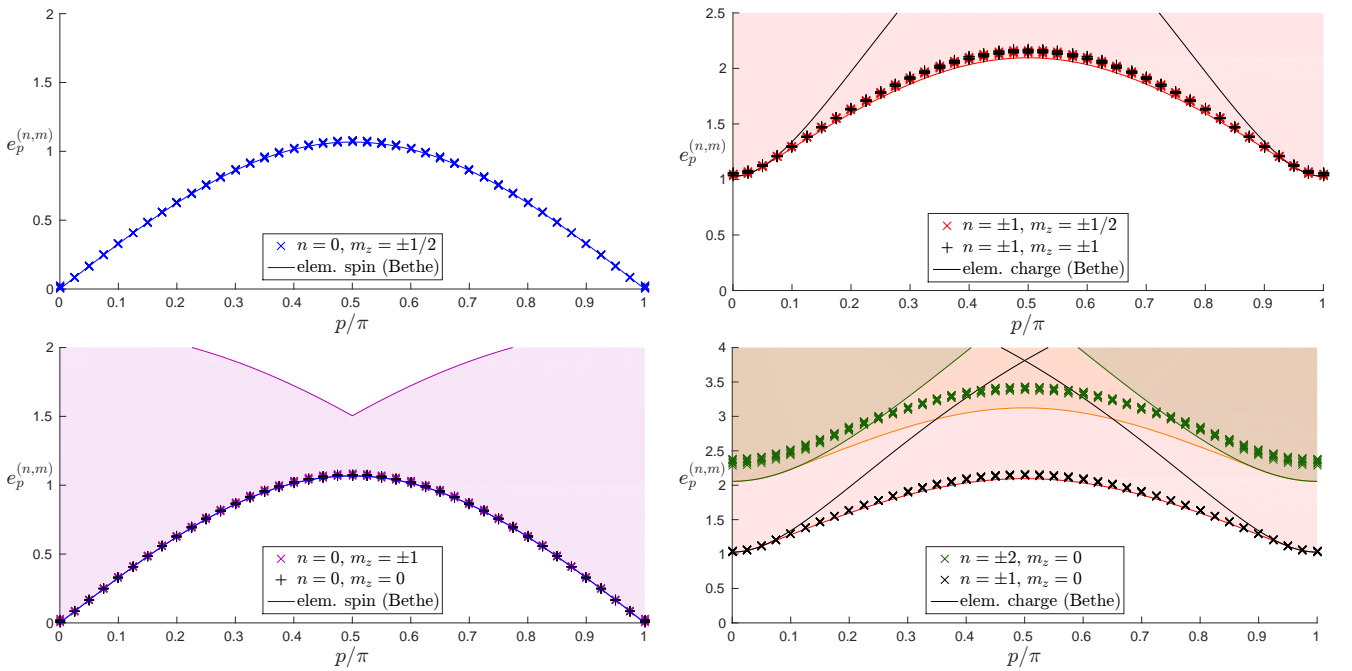 2
1.5
1
0.5
0
e_p^{(n,m)}
× n = 0, m_z = ±1/2
elem. spin (Bethe)
0 0.1 0.2 0.3 0.4 0.5 0.6 0.7 0.8 0.9 1
p/π
2.5
2
1.5
1
0.5
e_p^{(n,m)}
× n = ±1, m_z = ±1/2
+ n = ±1, m_z = ±1
elem. charge (Bethe)
0 0.1 0.2 0.3 0.4 0.5 0.6 0.7 0.8 0.9 1
p/π
2
1.5
1
0.5
0
e_p^{(n,m)}
× n = 0, m_z = ±1
+ n = 0, m_z = 0
elem. spin (Bethe)
0 0.1 0.2 0.3 0.4 0.5 0.6 0.7 0.8 0.9 1
p/π
4
3.5
3
2.5
2
1.5
1
0.5
0
e_p^{(n,m)}
× n = ±2, m_z = 0
× n = ±1, m_z = 0
elem. charge (Bethe)
0 0.1 0.2 0.3 0.4 0.5 0.6 0.7 0.8 0.9 1
p/π